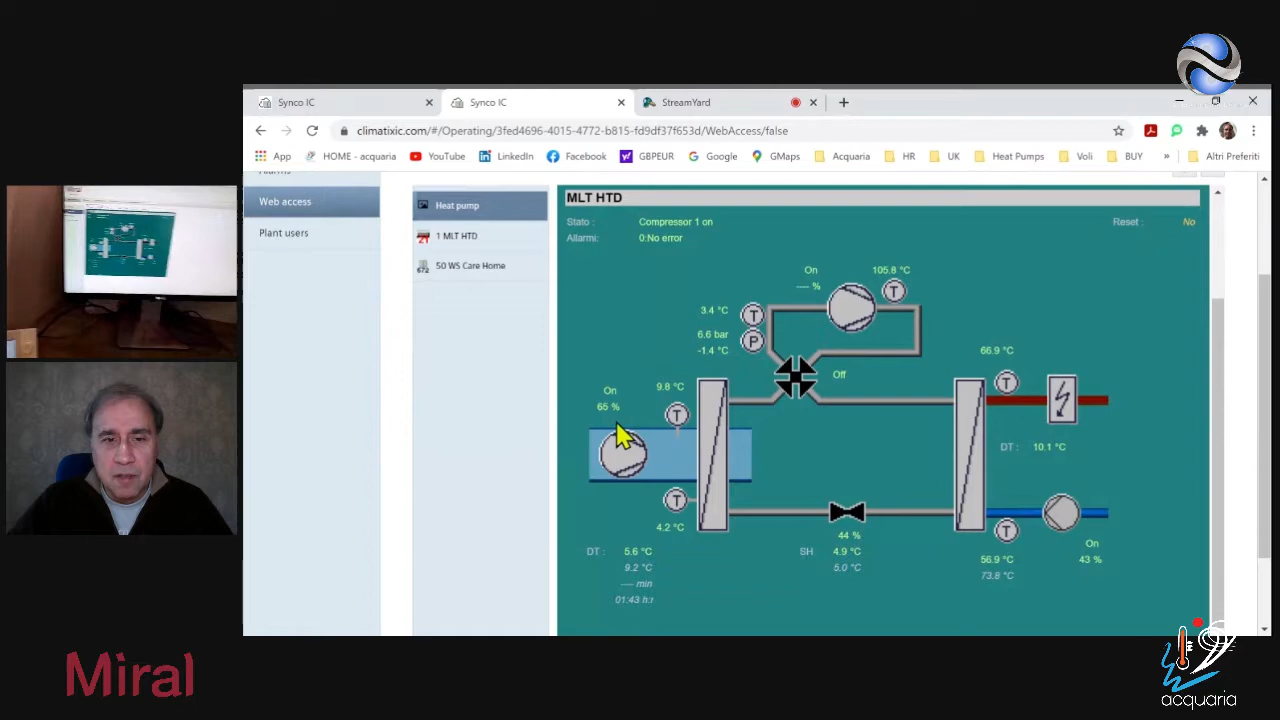 Synco IC
Synco IC
StreamYard
climatixic.com/#/Operating/3fed4696-4015-4772-b815-fd9df37f653d/WebAccess/false
App
HOME - acquaria
YouTube
LinkedIn
Facebook
GBPEUR
Google
GMaps
Acquaria
HR
UK
Heat Pumps
Voli
BUY
»
Altri Preferiti
Alarms
Web access
Plant users
Heat pump
1 MLT HTD
50 WS Care Home
MLT HTD
Stato : Compressor 1 on
Reset : No
Allarmi: 0:No error
On
---- %
105.8 °C
T
3.4 °C
T
6.6 bar
-1.4 °C
P
Off
66.9 °C
T
On
65 %
9.8 °C
T
DT : 10.1 °C
T
4.2 °C
DT : 5.6 °C
9.2 °C
---- min
01:43 h:r
44 %
SH 4.9 °C
5.0 °C
T
56.9 °C
73.8 °C
On
43 %
Miral
acquaria